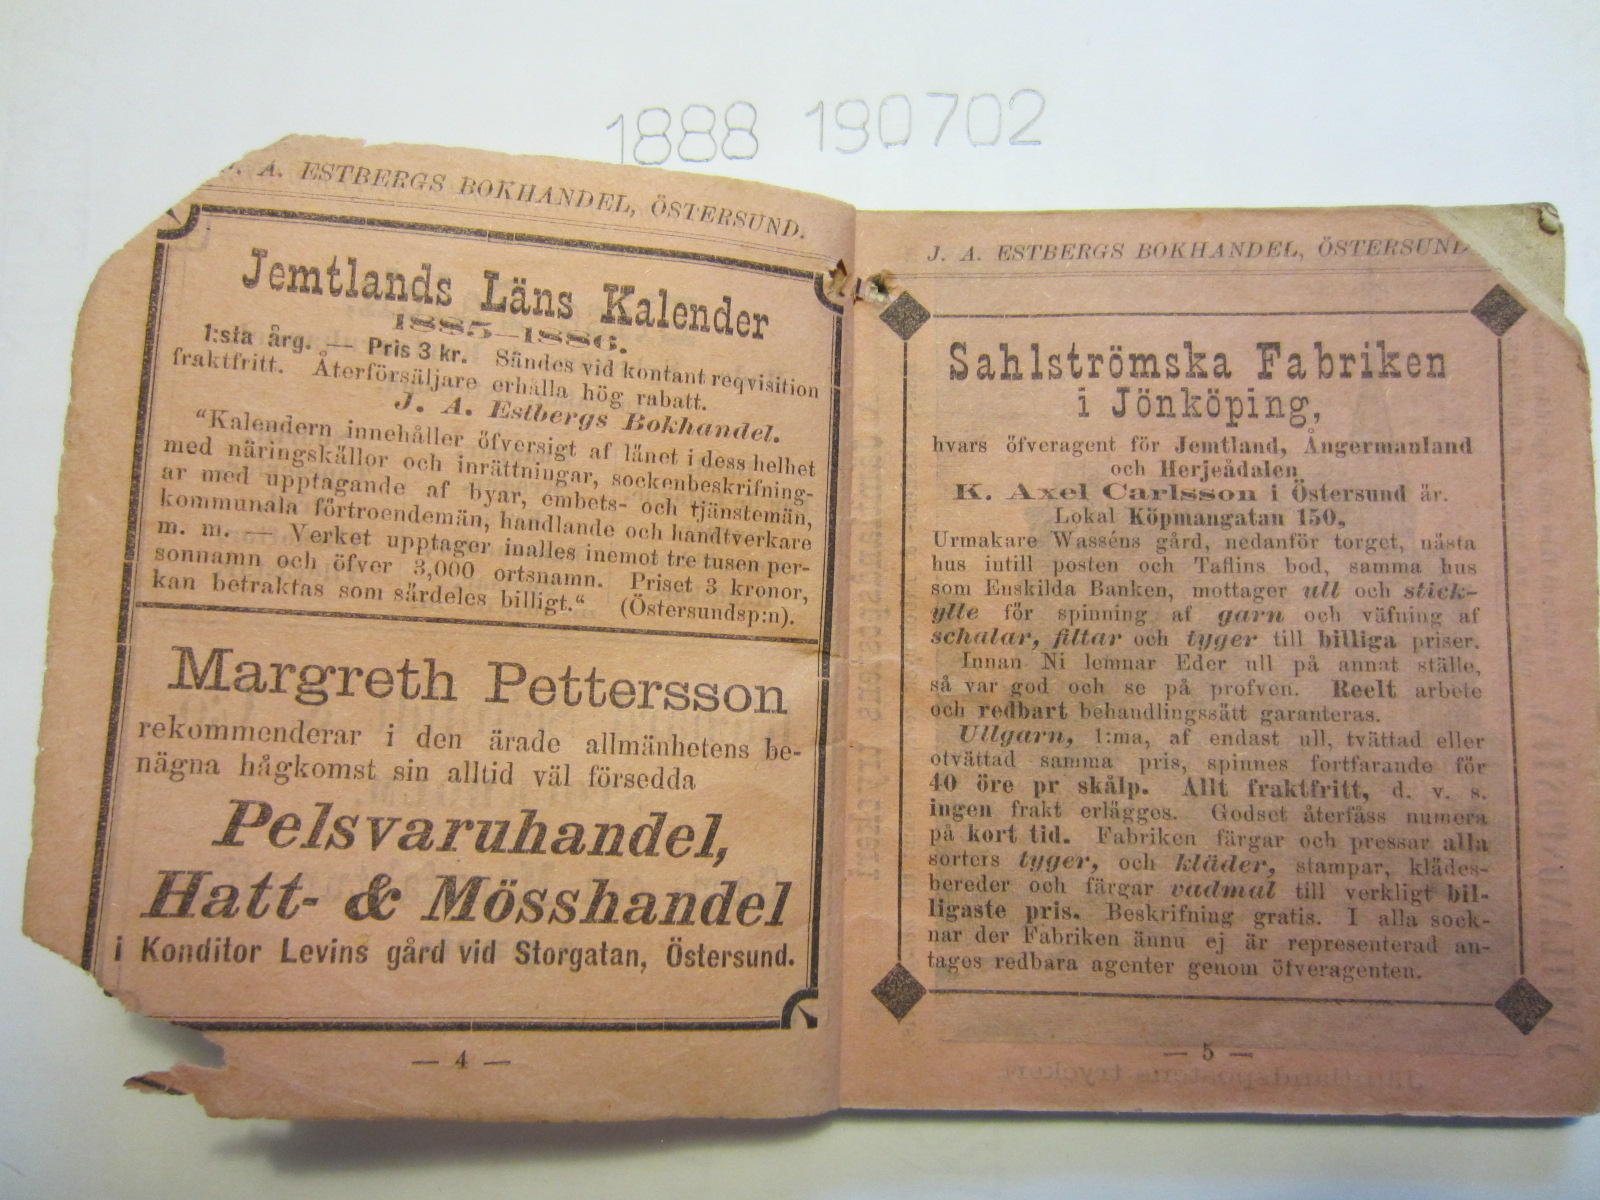 1888 190702
J. A. ESTBERGS BOKHANDEL, ÖSTERSUND.
Jemtlands Läns Kalender
1885—1886.
1:sta årg. — Pris 3 kr. Sändes vid kontant reqvisition
fraktfritt. Återförsäljare erhålla hög rabatt.
J. A. Estbergs Bokhandel.
“Kalendern innehåller öfversigt af länet i dess helhet
med näringskällor och inrättningar, sockenbeskrifning-
ar med upptagande af byar, embets- och tjänstemän,
kommunala förtroendemän, handlande och handtverkare
m. m. — Verket upptager inalles inemot tre tusen per-
sonnamn och öfver 3,000 ortsnamn. Priset 3 kronor,
kan betraktas som särdeles billigt.“ (Östersundsp:n).
Margreth Pettersson
rekommenderar i den ärade allmänhetens be-
nägna hågkomst sin alltid väl försedda
Pelsvaruhandel,
Hatt- & Mösshandel
i Konditor Levins gård vid Storgatan, Östersund.
— 4 —
J. A. ESTBERGS BOKHANDEL, ÖSTERSUND
Sahlströmska Fabriken
i Jönköping,
hvars öfveragent för Jemtland, Ångermanland
och Herjeådalen
K. Axel Carlsson i Östersund är.
Lokal Köpmangatan 150,
Urmakare Wasséns gård, nedanför torget, nästa
hus intill posten och Taflins bod, samma hus
som Enskilda Banken, mottager ull och stick-
ylle för spinning af garn och väfning af
schalar, filtar och tyger till billiga priser.
Innan Ni lemnar Eder ull på annat ställe,
så var god och se på profven. Reelt arbete
och redbart behandlingssätt garanteras.
Ullgarn, 1:ma, af endast ull, tvättad eller
otvättad samma pris, spinnes fortfarande för
40 öre pr skålp. Allt fraktfritt, d. v. s.
ingen frakt erlägges. Godset återfäss numera
på kort tid. Fabriken färgar och pressar alla
sorters tyger, och kläder, stampar, klädes-
bereder och färgar vadmal till verkligt bil-
ligaste pris. Beskrifning gratis. I alla sock-
nar der Fabriken ännu ej är representerad an-
tages redbara agenter genom öfveragenten.
— 5 —